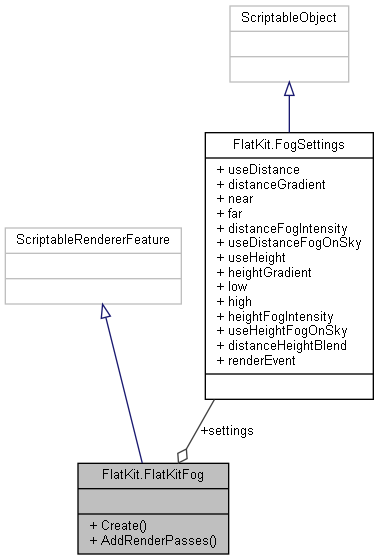 ScriptableObject
FlatKit.FogSettings
+ useDistance
+ distanceGradient
+ near
+ far
+ distanceFogIntensity
+ useDistanceFogOnSky
+ useHeight
+ heightGradient
+ low
+ high
+ heightFogIntensity
+ useHeightFogOnSky
+ distanceHeightBlend
+ renderEvent
ScriptableRendererFeature
+settings
FlatKit.FlatKitFog
+ Create()
+ AddRenderPasses()